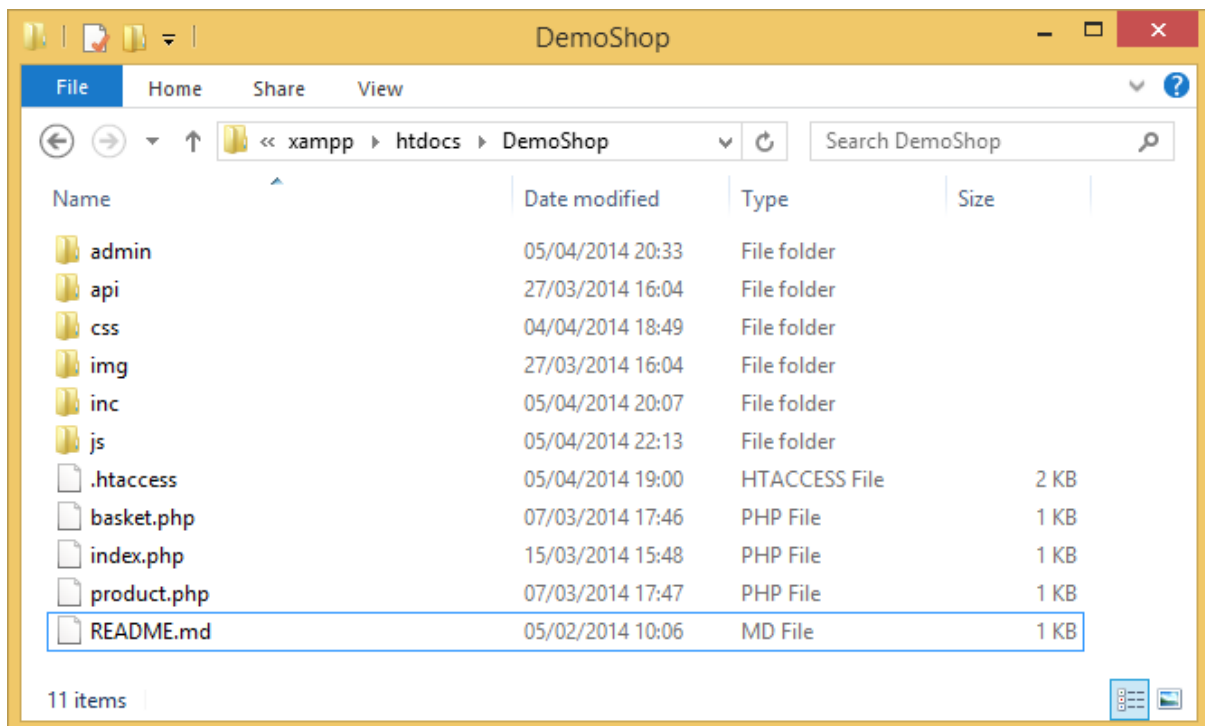 DemoShop
File Home Share View
« xampp htdocs DemoShop Search DemoShop
Name Date modified Type Size
admin 05/04/2014 20:33 File folder
api 27/03/2014 16:04 File folder
css 04/04/2014 18:49 File folder
img 27/03/2014 16:04 File folder
inc 05/04/2014 20:07 File folder
js 05/04/2014 22:13 File folder
.htaccess 05/04/2014 19:00 HTACCESS File 2 KB
basket.php 07/03/2014 17:46 PHP File 1 KB
index.php 15/03/2014 15:48 PHP File 1 KB
product.php 07/03/2014 17:47 PHP File 1 KB
README.md 05/02/2014 10:06 MD File 1 KB
11 items